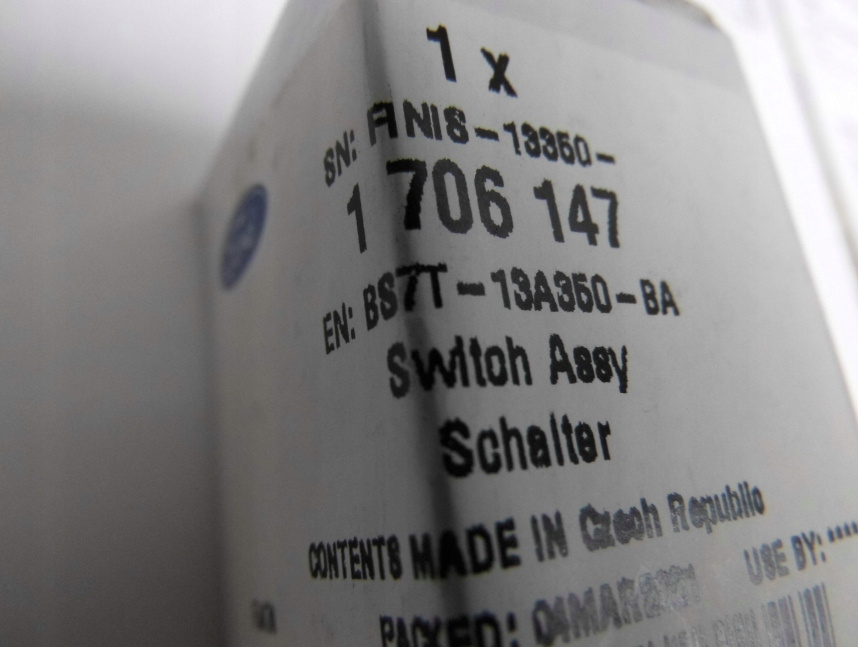 1 x
SN: FINIS-13350-
1 706 147
EN: BS7T-13A350-BA
Switch Assy
Schalter
CONTENTS MADE IN Czech Republic
USE BY: ****
PACKED: